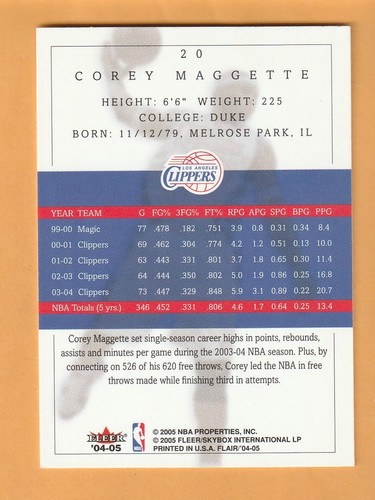 20
COREY MAGGETTE
HEIGHT: 6'6" WEIGHT: 225
COLLEGE: DUKE
BORN: 11/12/79, MELROSE PARK, IL
LOS ANGELES
CLIPPERS
YEAR TEAM G FG% 3FG% FT% RPG APG SPG BPG PPG
99-00 Magic 77 .478 .182 .751 3.9 0.8 0.31 0.34 8.4
00-01 Clippers 69 .462 .304 .774 4.2 1.2 0.51 0.13 10.0
01-02 Clippers 63 .443 .331 .801 3.7 1.8 0.65 0.30 11.4
02-03 Clippers 64 .444 .350 .802 5.0 1.9 0.86 0.25 16.8
03-04 Clippers 73 .447 .329 .848 5.9 3.1 0.89 0.22 20.7
NBA Totals (5 yrs.) 346 .452 .331 .806 4.6 1.7 0.64 0.25 13.4
Corey Maggette set single-season career highs in points, rebounds,
assists and minutes per game during the 2003-04 NBA season. Plus, by
connecting on 526 of his 620 free throws, Corey led the NBA in free
throws made while finishing third in attempts.
FLEER
'04-05
NBA
© 2005 NBA PROPERTIES, INC.
© 2005 FLEER/SKYBOX INTERNATIONAL LP
PRINTED IN U.S.A. FLAIR/'04-05